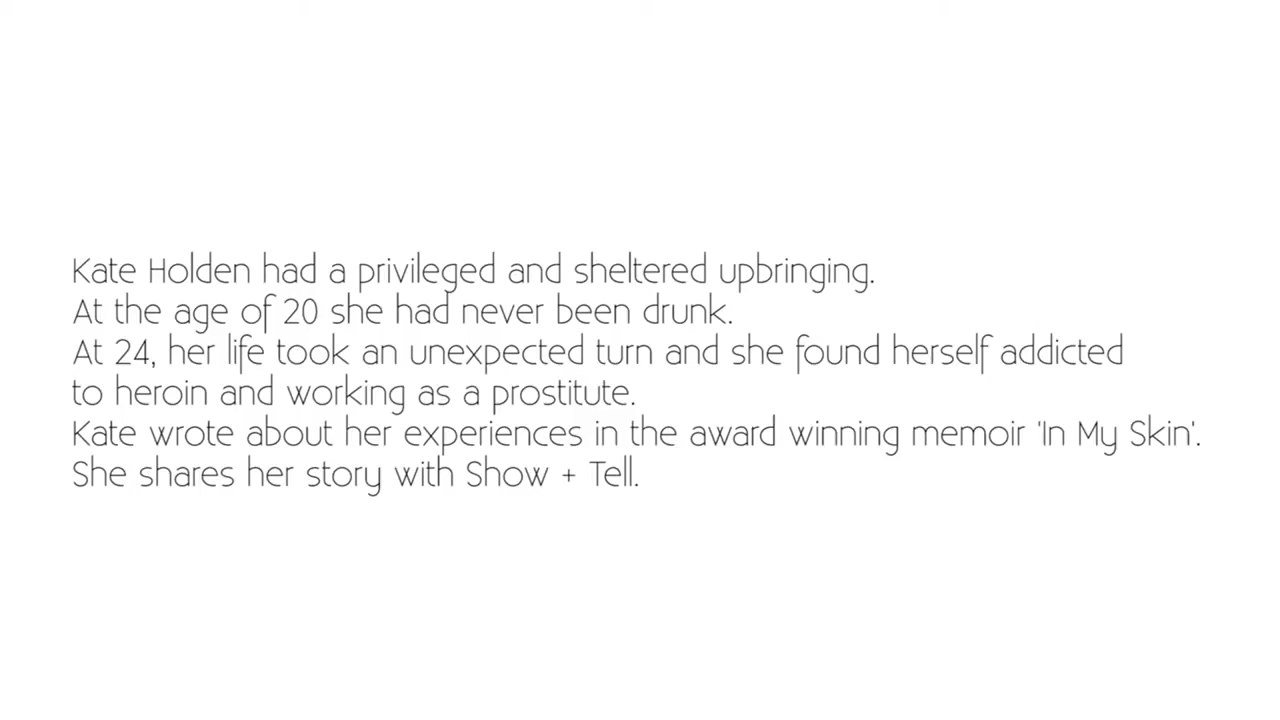 Kate Holden had a privileged and sheltered upbringing.
At the age of 20 she had never been drunk.
At 24, her life took an unexpected turn and she found herself addicted
to heroin and working as a prostitute.
Kate wrote about her experiences in the award winning memoir 'In My Skin'.
She shares her story with Show + Tell.